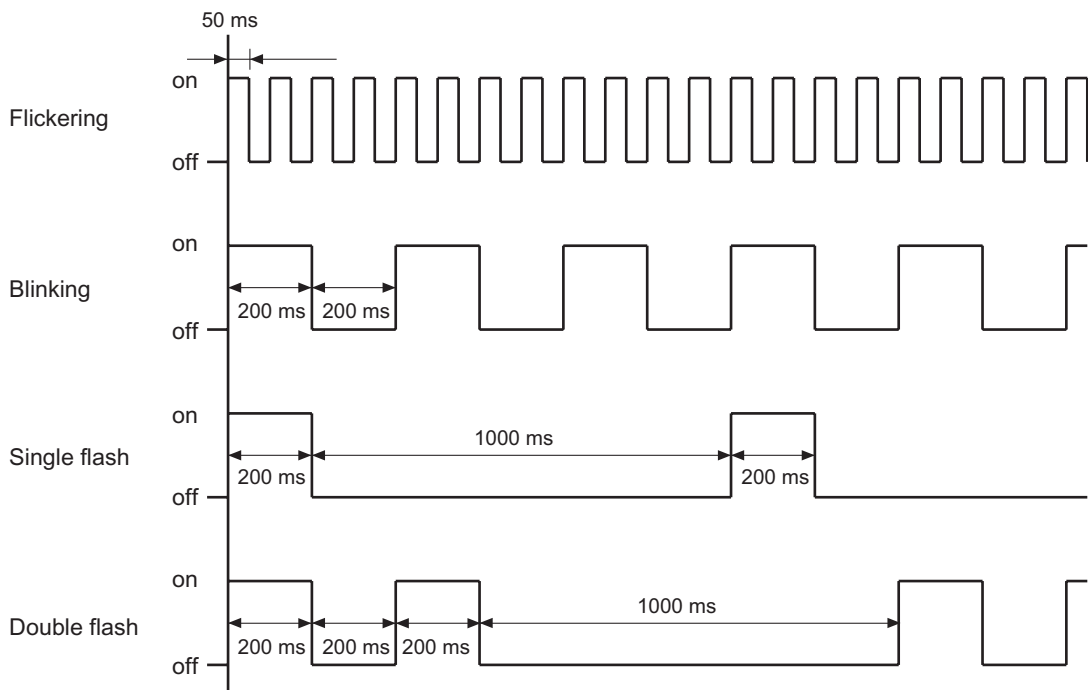 50 ms
on
Flickering
off
on
Blinking
200 ms 200 ms
off
on
1000 ms
Single flash
200 ms 200 ms
off
on
1000 ms
Double flash
200 ms 200 ms 200 ms
off